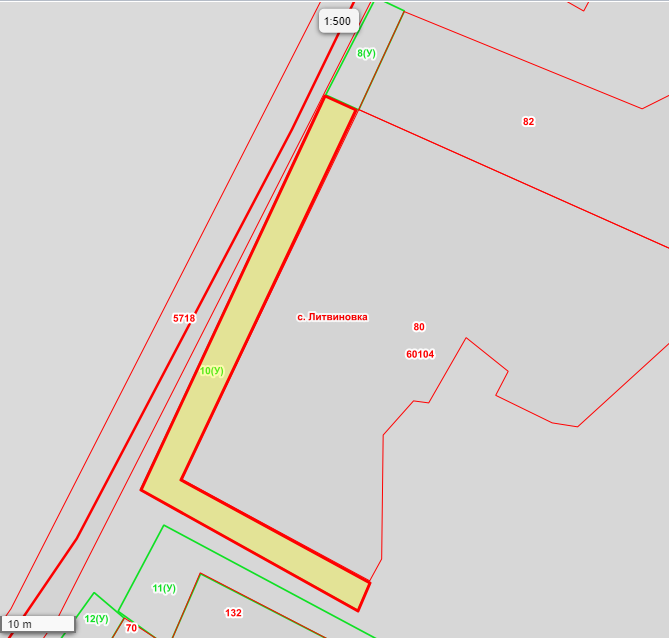 1:500
8(У)
82
5718
с. Литвиновка
80
60104
10(У)
11(У)
12(У)
70
132
10 m